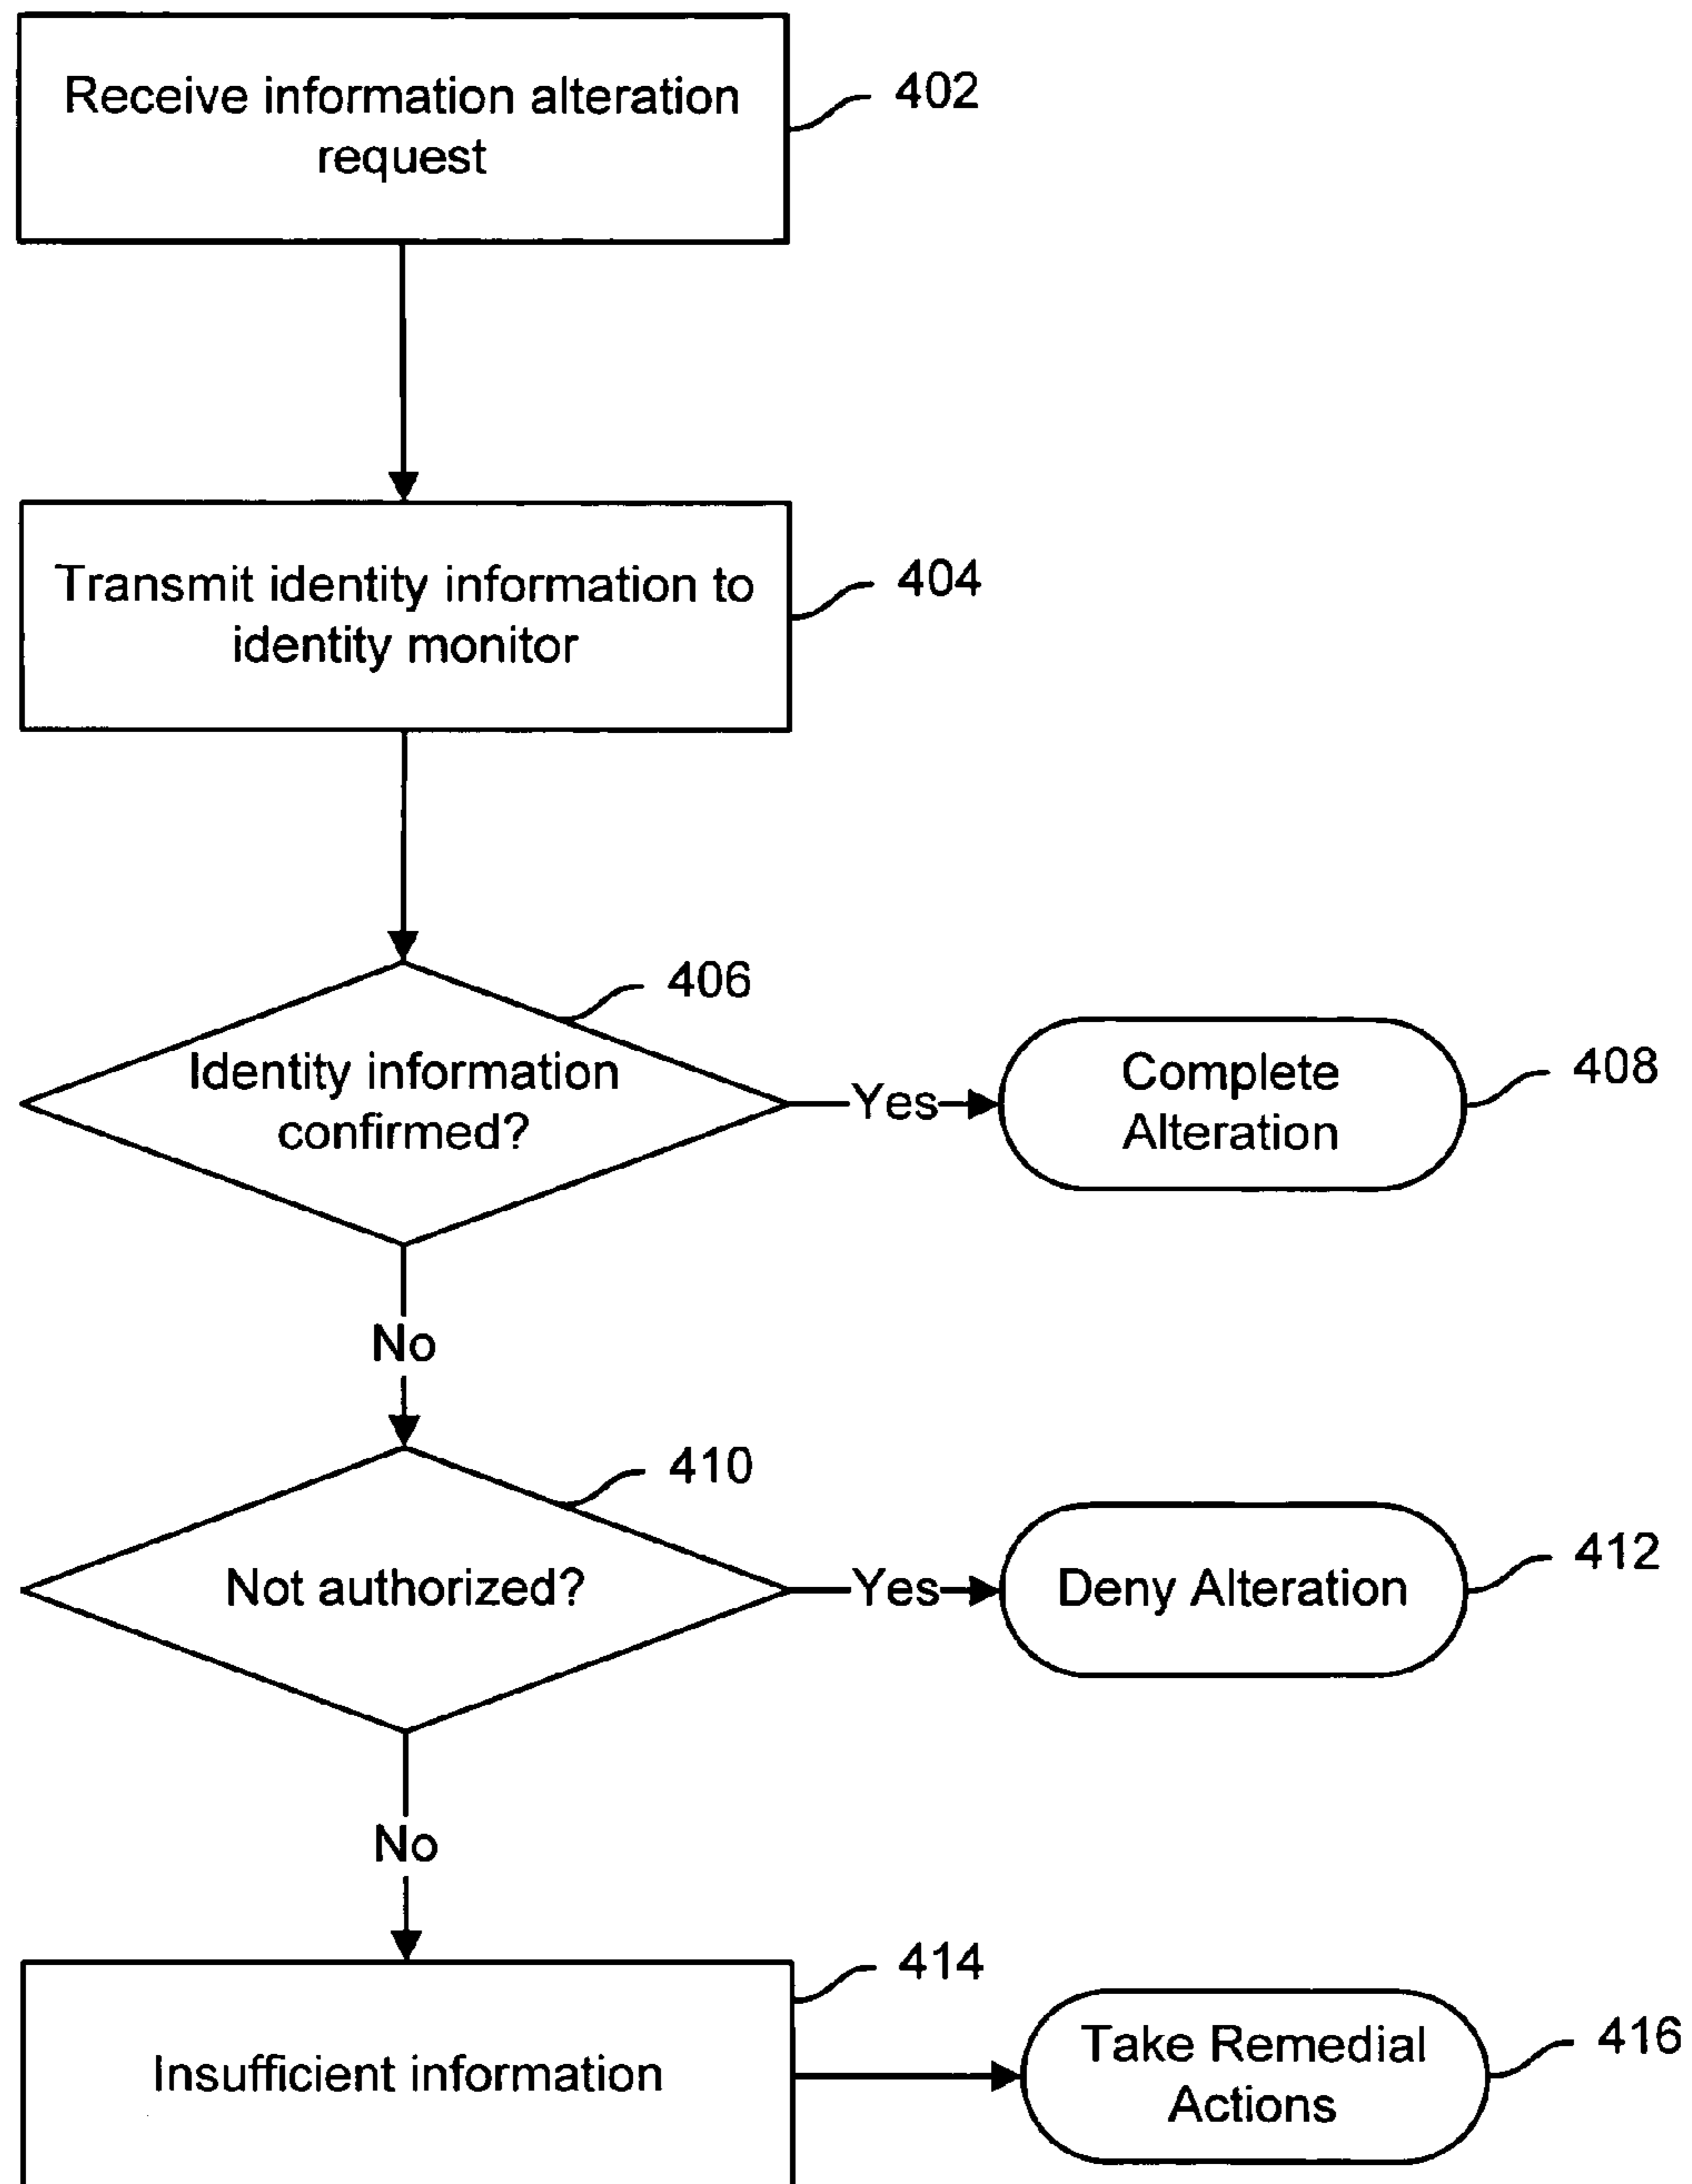 Receive information alteration
request
402
Transmit identity information to
identity monitor
404
406
Identity information
confirmed?
Yes
Complete
Alteration
408
No
410
Not authorized?
Yes
Deny Alteration
412
No
414
Insufficient information
Take Remedial
Actions
416